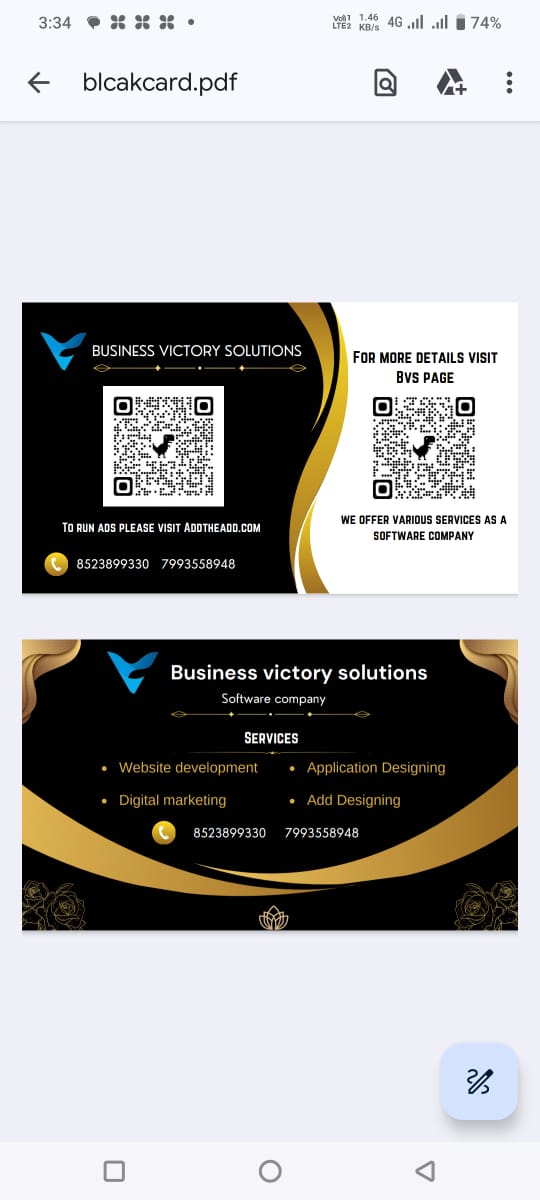 3:34
Vo))1 1.46 4G 74%
LTE2 KB/s
blcakcard.pdf
BUSINESS VICTORY SOLUTIONS
TO RUN ADS PLEASE VISIT ADDTHEADD.COM
8523899330 7993558948
FOR MORE DETAILS VISIT
BVS PAGE
WE OFFER VARIOUS SERVICES AS A
SOFTWARE COMPANY
Business victory solutions
Software company
SERVICES
• Website development • Application Designing
• Digital marketing • Add Designing
8523899330 7993558948